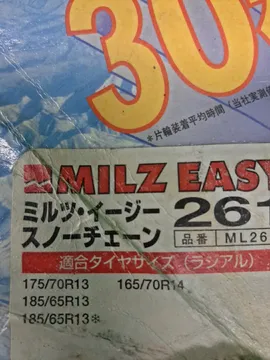 30
*片輪装着平均時間（当社実測値
MILZ EASY
ミルツ・イージー 261
スノーチェーン
品番 ML26
適合タイヤサイズ（ラジアル）
175/70R13 165/70R14
185/65R13
185/65R13*